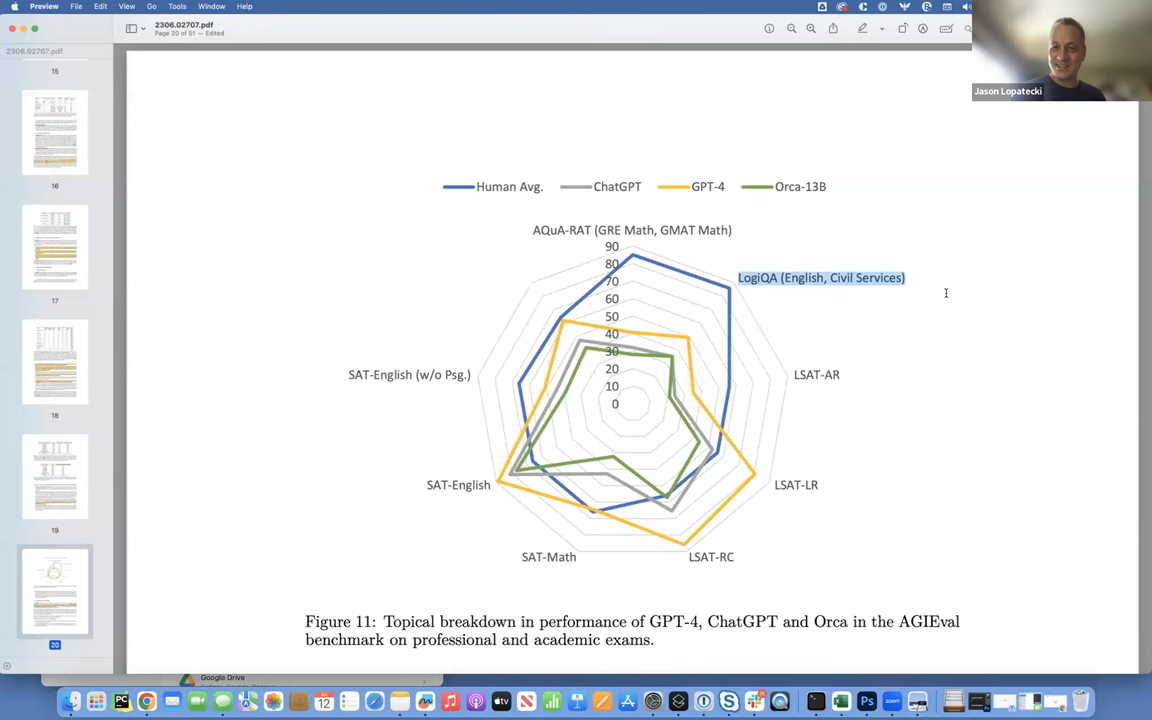 Preview File Edit View Go Tools Window Help
2306.02707.pdf
Page 20 of 51 — Edited
2306.02707.pdf
15
16
17
18
19
20
Jason Lopatecki
Human Avg. ChatGPT GPT-4 Orca-13B
AQuA-RAT (GRE Math, GMAT Math)
90
80
70
60
50
40
30
20
10
0
LogiQA (English, Civil Services)
LSAT-AR
LSAT-LR
LSAT-RC
SAT-Math
SAT-English
SAT-English (w/o Psg.)
Figure 11: Topical breakdown in performance of GPT-4, ChatGPT and Orca in the AGIEval
benchmark on professional and academic exams.
Google Drive